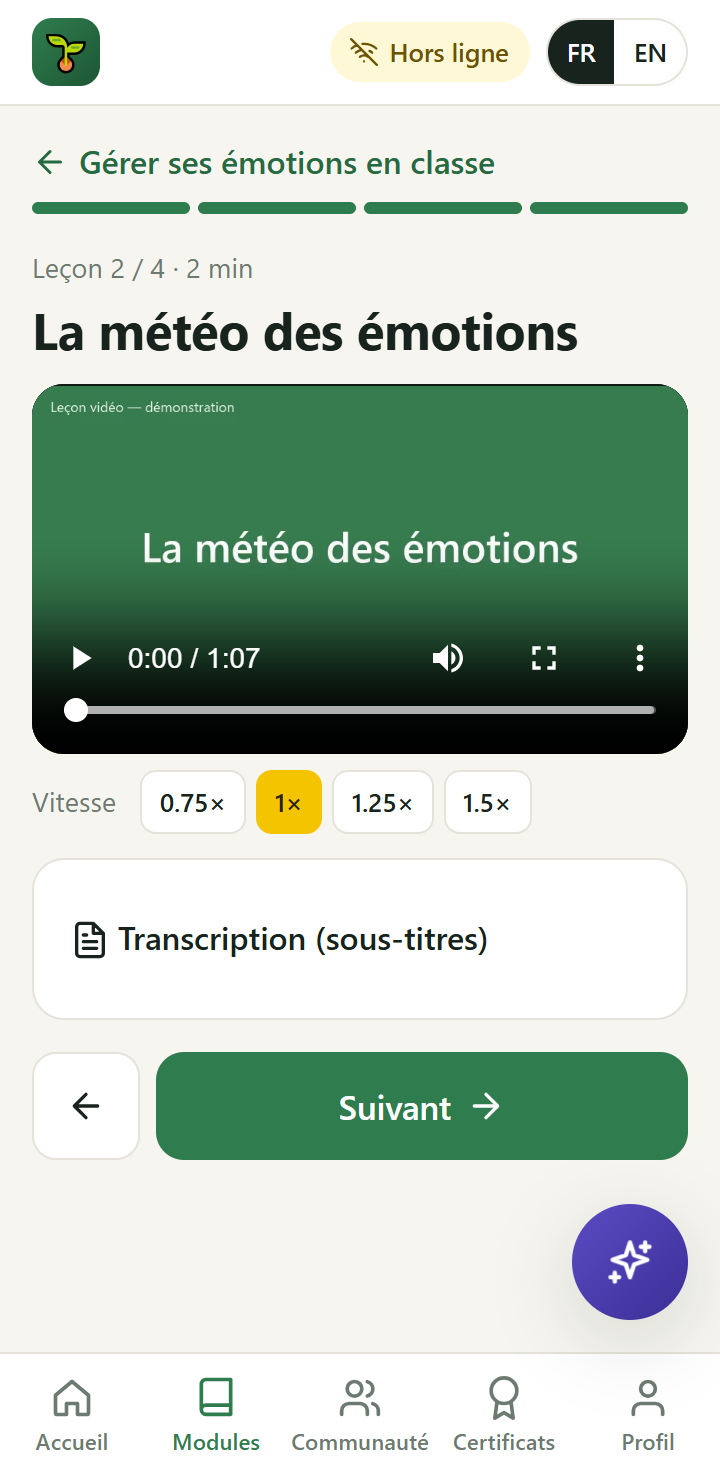 Hors ligne
FR EN
Gérer ses émotions en classe
Leçon 2 / 4 · 2 min
La météo des émotions
Leçon vidéo — démonstration
La météo des émotions
0:00 / 1:07
Vitesse 0.75× 1× 1.25× 1.5×
Transcription (sous-titres)
Suivant
Accueil Modules Communauté Certificats Profil